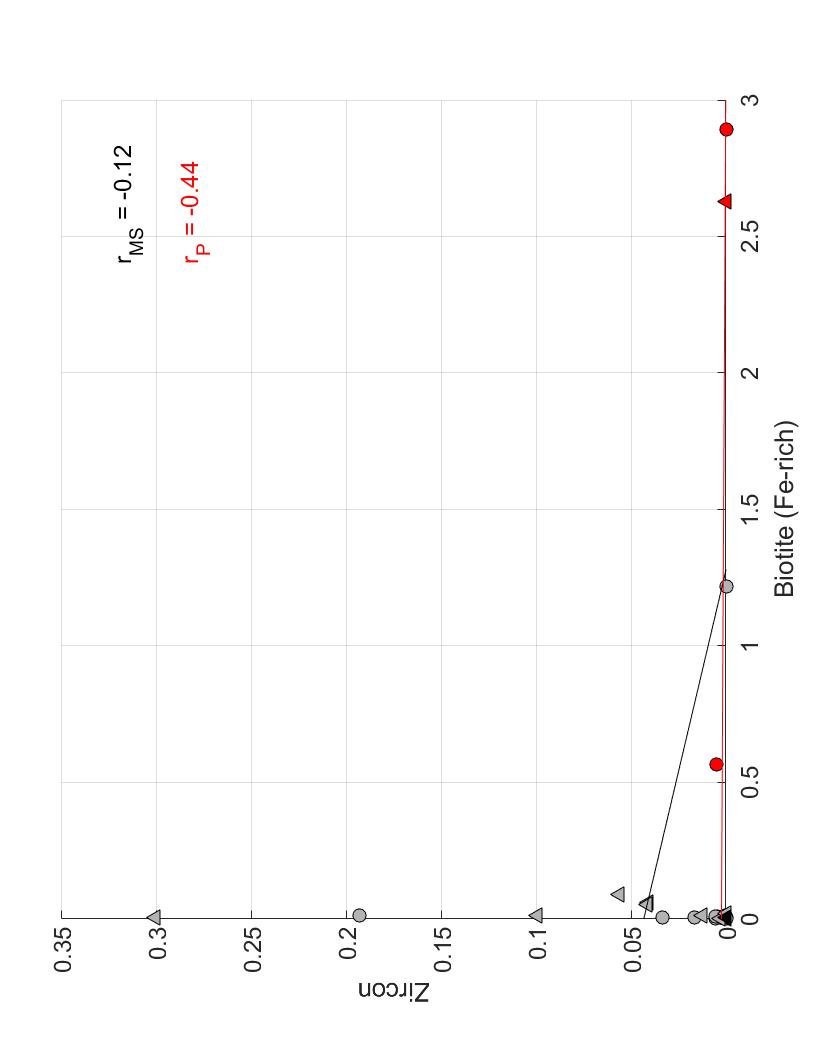 0.35
0.3
0.25
0.2
0.15
0.1
0.05
0
Zircon
r_MS = -0.12
r_P = -0.44
0 0.5 1 1.5 2 2.5 3
Biotite (Fe-rich)